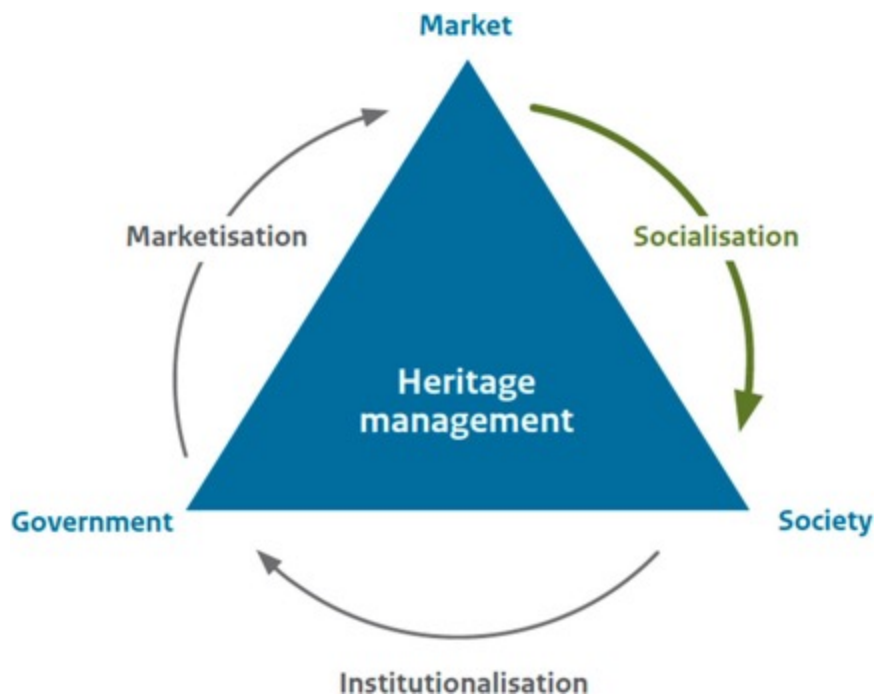 Market
Marketisation
Socialisation
Heritage
management
Government
Society
Institutionalisation